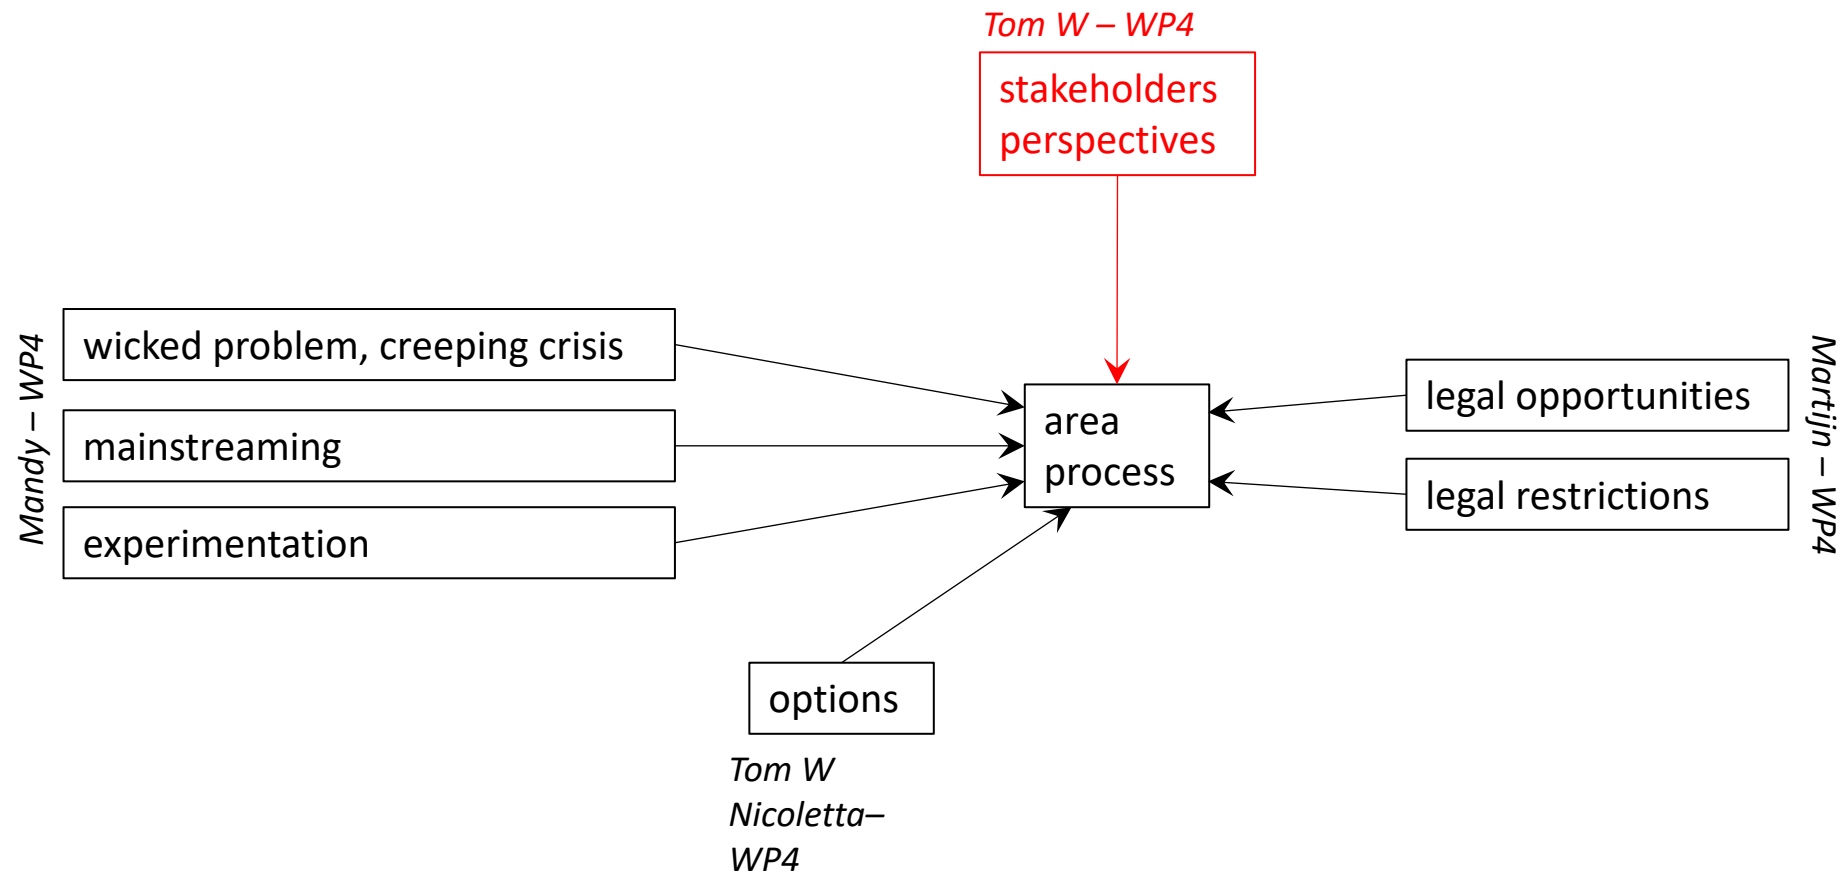 Tom W – WP4
stakeholders
perspectives
Mandy – WP4
wicked problem, creeping crisis
mainstreaming
experimentation
area
process
legal opportunities
legal restrictions
Martijn – WP4
options
Tom W
Nicoletta–
WP4